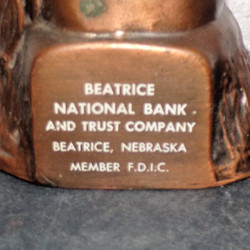 BEATRICE
NATIONAL BANK
AND TRUST COMPANY
BEATRICE, NEBRASKA
MEMBER F.D.I.C.